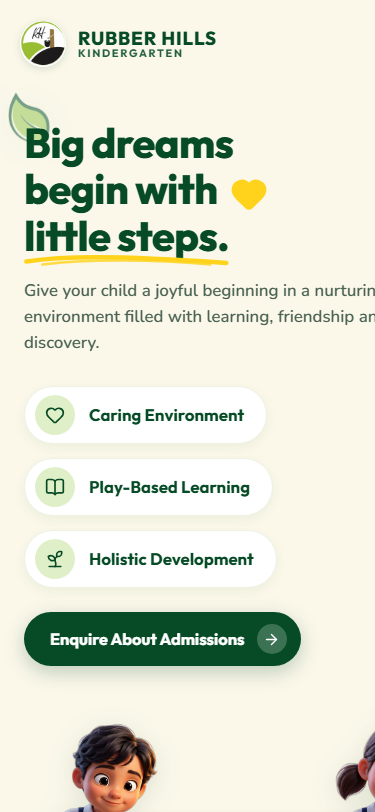 RH
RUBBER HILLS
KINDERGARTEN
Big dreams
begin with
little steps.
Give your child a joyful beginning in a nurturin
environment filled with learning, friendship an
discovery.
Caring Environment
Play-Based Learning
Holistic Development
Enquire About Admissions